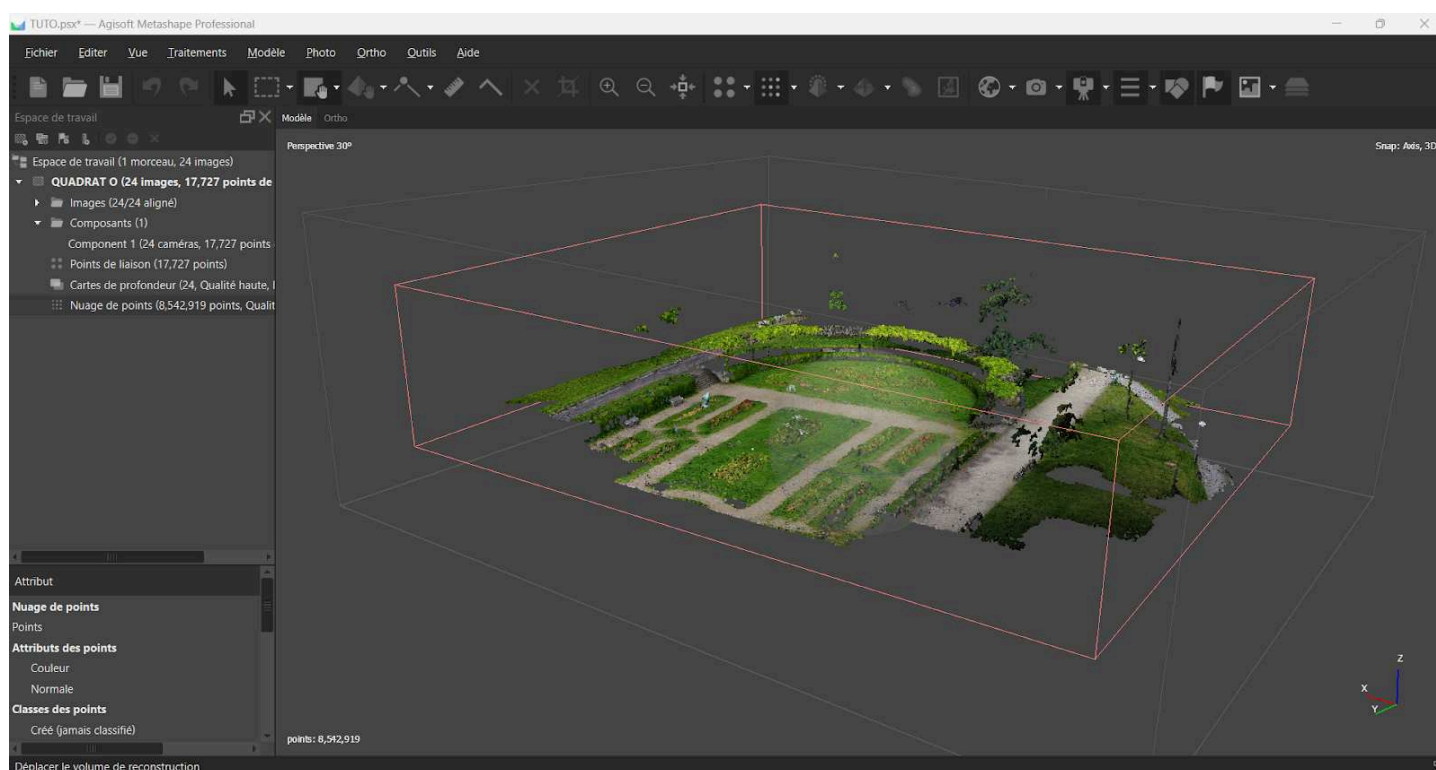 TUTO.psx* — Agisoft Metashape Professional
Fichier Editer Vue Traitements Modèle Photo Ortho Outils Aide
Espace de travail
Modèle Ortho
Perspective 30°
Snap: Axis, 3D
Espace de travail (1 morceau, 24 images)
QUADRAT O (24 images, 17,727 points de
Images (24/24 aligné)
Composants (1)
Component 1 (24 caméras, 17,727 points
Points de liaison (17,727 points)
Cartes de profondeur (24, Qualité haute,
Nuage de points (8,542,919 points, Qualit
Attribut
Nuage de points
Points
Attributs des points
Couleur
Normale
Classes des points
Créé (jamais classifié)
Z
X
Y
points: 8,542,919
Déplacer le volume de reconstruction